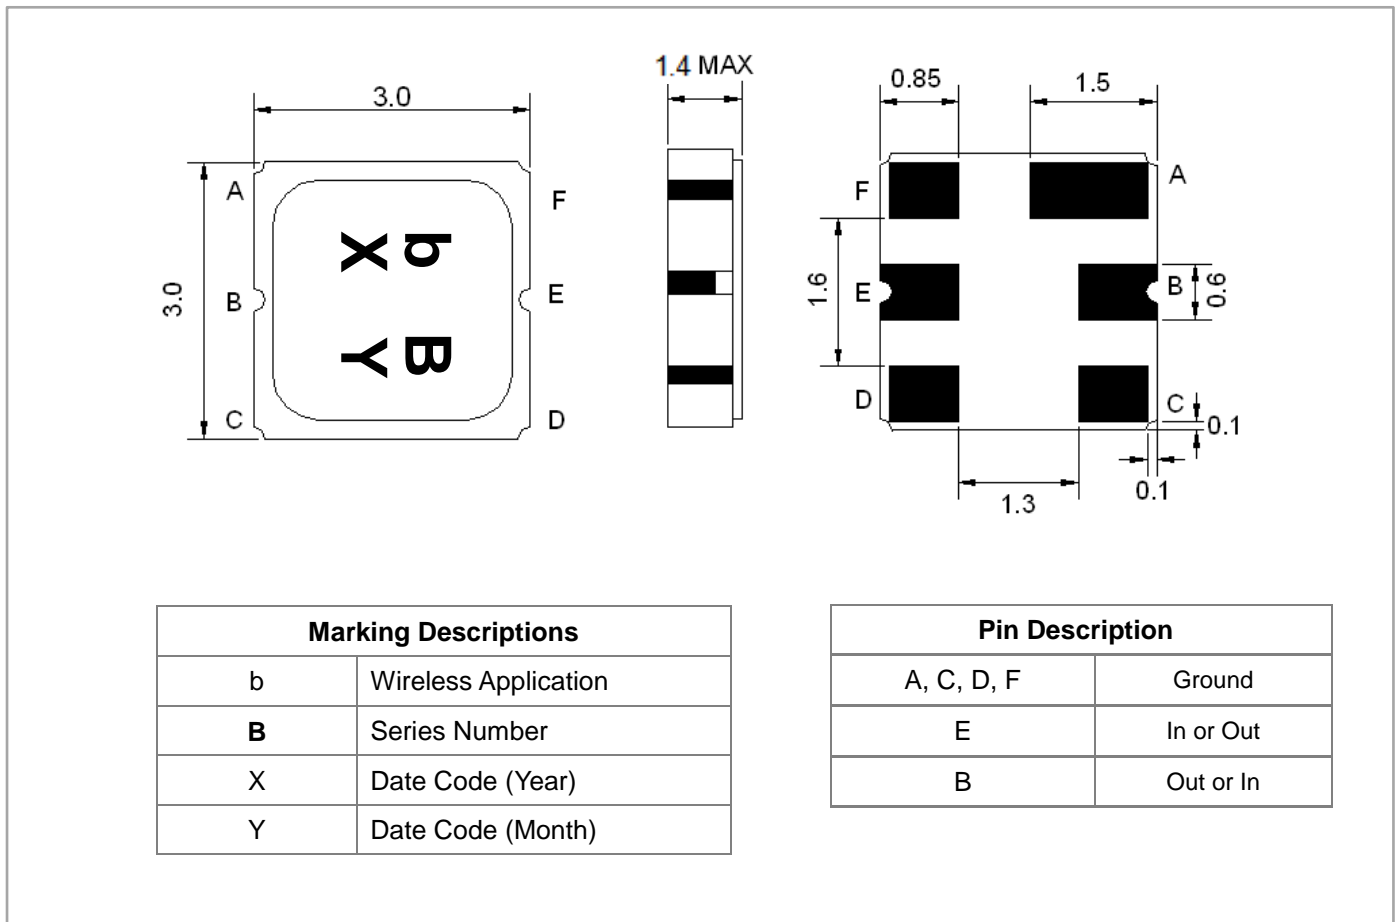 1.4 MAX
3.0
0.85
1.5
A
F
b
X
F
A
3.0
B
E
1.6
E
B
0.6
B
Y
C
D
D
C
0.1
0.1
1.3
Marking Descriptions
b Wireless Application
B Series Number
X Date Code (Year)
Y Date Code (Month)
Pin Description
A, C, D, F Ground
E In or Out
B Out or In